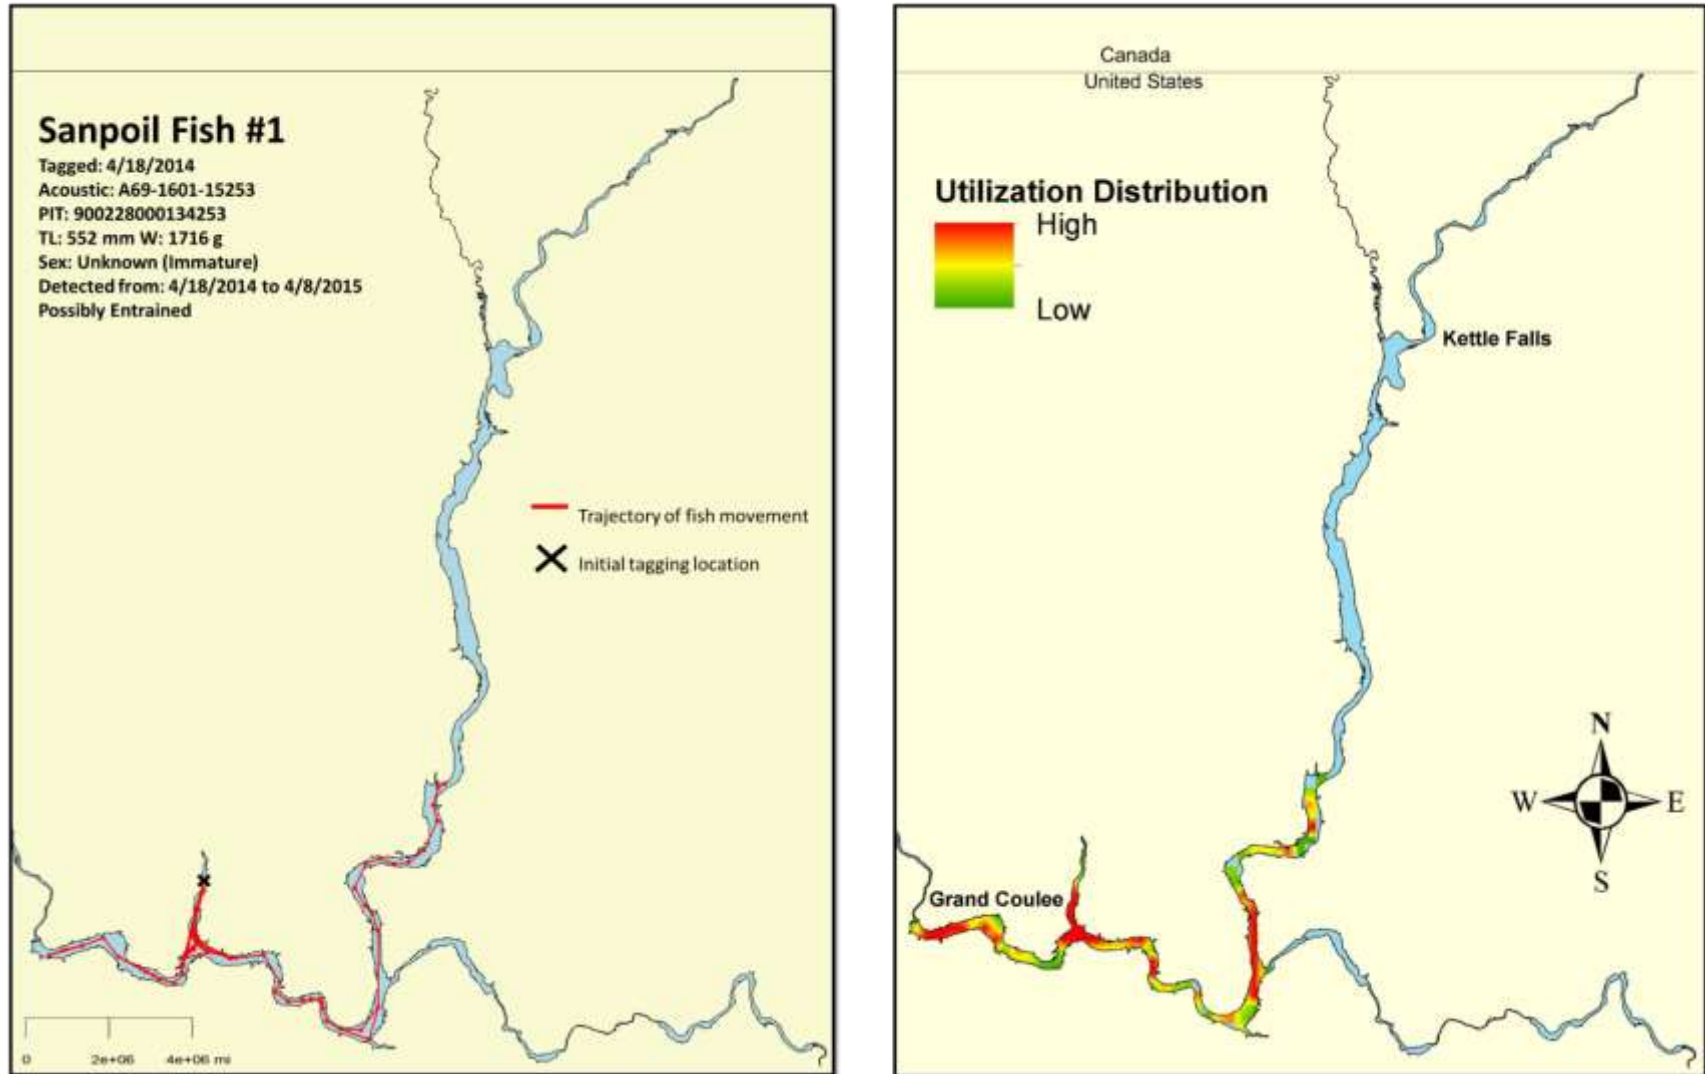 Sanpoil Fish #1
Tagged: 4/18/2014
Acoustic: A69-1601-15253
PIT: 900228000134253
TL: 552 mm W: 1716 g
Sex: Unknown (Immature)
Detected from: 4/18/2014 to 4/8/2015
Possibly Entrained
Trajectory of fish movement
Initial tagging location
0 2e+06 4e+06 mi
Canada
United States
Utilization Distribution
High
Low
Kettle Falls
Grand Coulee
N
W E
S